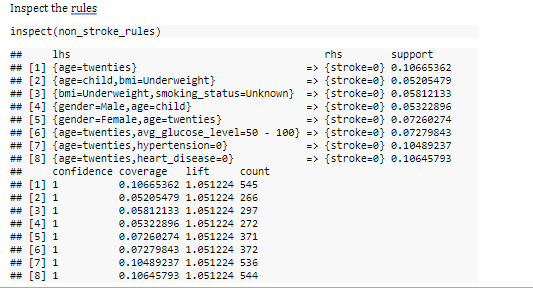 Inspect the rules
inspect(non_stroke_rules)
##     lhs                                        rhs        support
## [1] {age=twenties}                          => {stroke=0} 0.10665362
## [2] {age=child,bmi=Underweight}             => {stroke=0} 0.05205479
## [3] {bmi=Underweight,smoking_status=Unknown} => {stroke=0} 0.05812133
## [4] {gender=Male,age=child}                 => {stroke=0} 0.05322896
## [5] {gender=Female,age=twenties}            => {stroke=0} 0.07260274
## [6] {age=twenties,avg_glucose_level=50 - 100} => {stroke=0} 0.07279843
## [7] {age=twenties,hypertension=0}           => {stroke=0} 0.10489237
## [8] {age=twenties,heart_disease=0}          => {stroke=0} 0.10645793
##     confidence coverage   lift     count
## [1] 1          0.10665362 1.051224 545
## [2] 1          0.05205479 1.051224 266
## [3] 1          0.05812133 1.051224 297
## [4] 1          0.05322896 1.051224 272
## [5] 1          0.07260274 1.051224 371
## [6] 1          0.07279843 1.051224 372
## [7] 1          0.10489237 1.051224 536
## [8] 1          0.10645793 1.051224 544